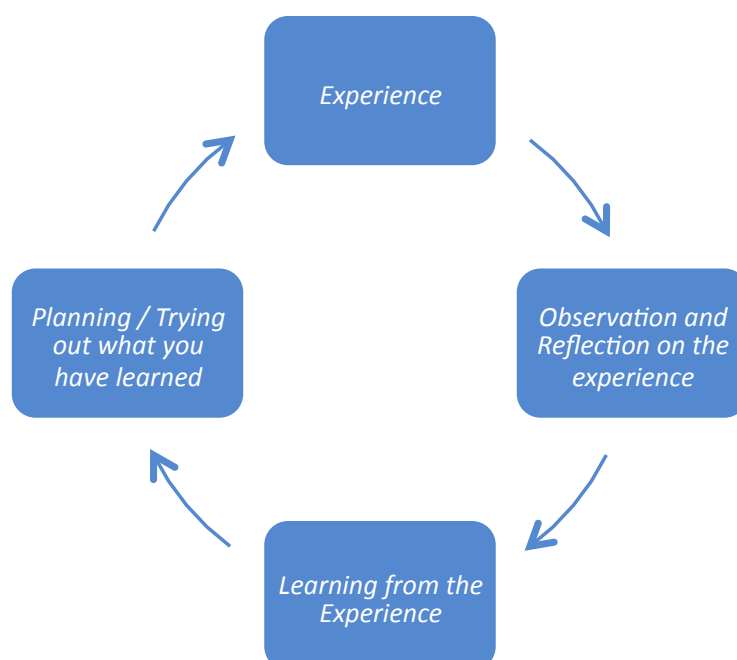 Experience
Observation and
Reflection on the
experience
Learning from the
Experience
Planning / Trying
out what you
have learned